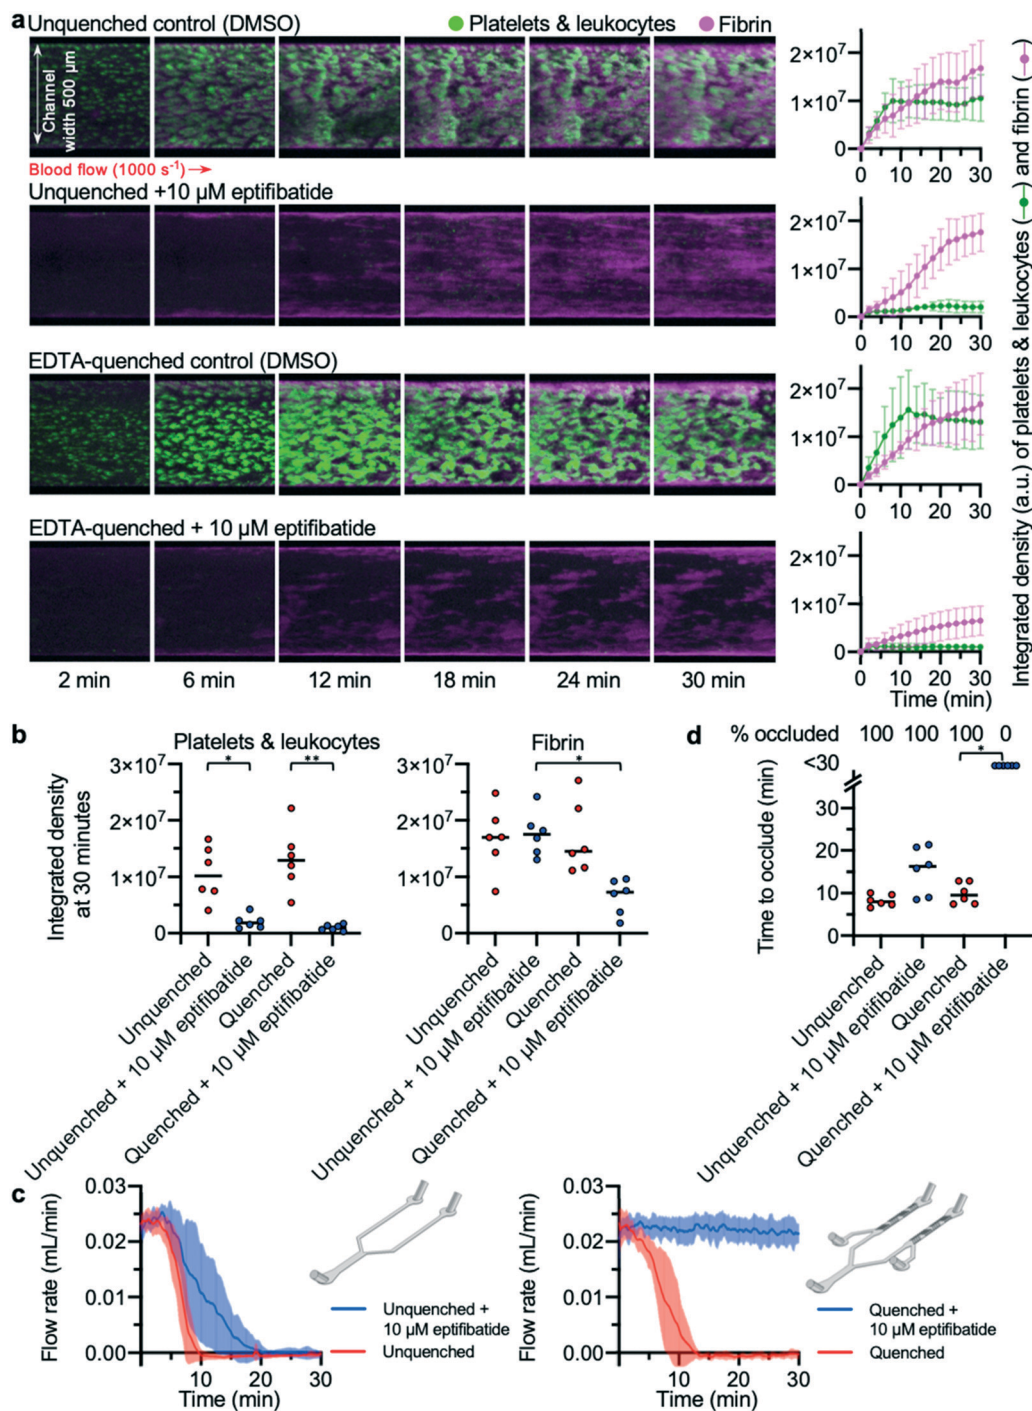 a
Unquenched control (DMSO)
Platelets & leukocytes
Fibrin
Channel
width 500 µm
Blood flow (1000 s⁻¹) →
2×10⁷
1×10⁷
0
0 10 20 30
Unquenched +10 µM eptifibatide
2×10⁷
1×10⁷
0
0 10 20 30
EDTA-quenched control (DMSO)
2×10⁷
1×10⁷
0
0 10 20 30
EDTA-quenched + 10 µM eptifibatide
2×10⁷
1×10⁷
0
0 10 20 30
Time (min)
2 min 6 min 12 min 18 min 24 min 30 min
Integrated density (a.u.) of platelets & leukocytes ( ) and fibrin ( )
b
Platelets & leukocytes
Integrated density
at 30 minutes
3×10⁷
2×10⁷
1×10⁷
0
*
**
Unquenched
Unquenched + 10 µM eptifibatide
Quenched
Quenched + 10 µM eptifibatide
Fibrin
3×10⁷
2×10⁷
1×10⁷
0
*
Unquenched
Unquenched + 10 µM eptifibatide
Quenched
Quenched + 10 µM eptifibatide
d
% occluded 100 100 100 0
Time to occlude (min)
<30
30
20
10
0
*
Unquenched
Unquenched + 10 µM eptifibatide
Quenched
Quenched + 10 µM eptifibatide
c
Flow rate (mL/min)
0.03
0.02
0.01
0.00
0 10 20 30
Time (min)
Unquenched +
10 µM eptifibatide
Unquenched
Flow rate (mL/min)
0.03
0.02
0.01
0.00
0 10 20 30
Time (min)
Quenched +
10 µM eptifibatide
Quenched